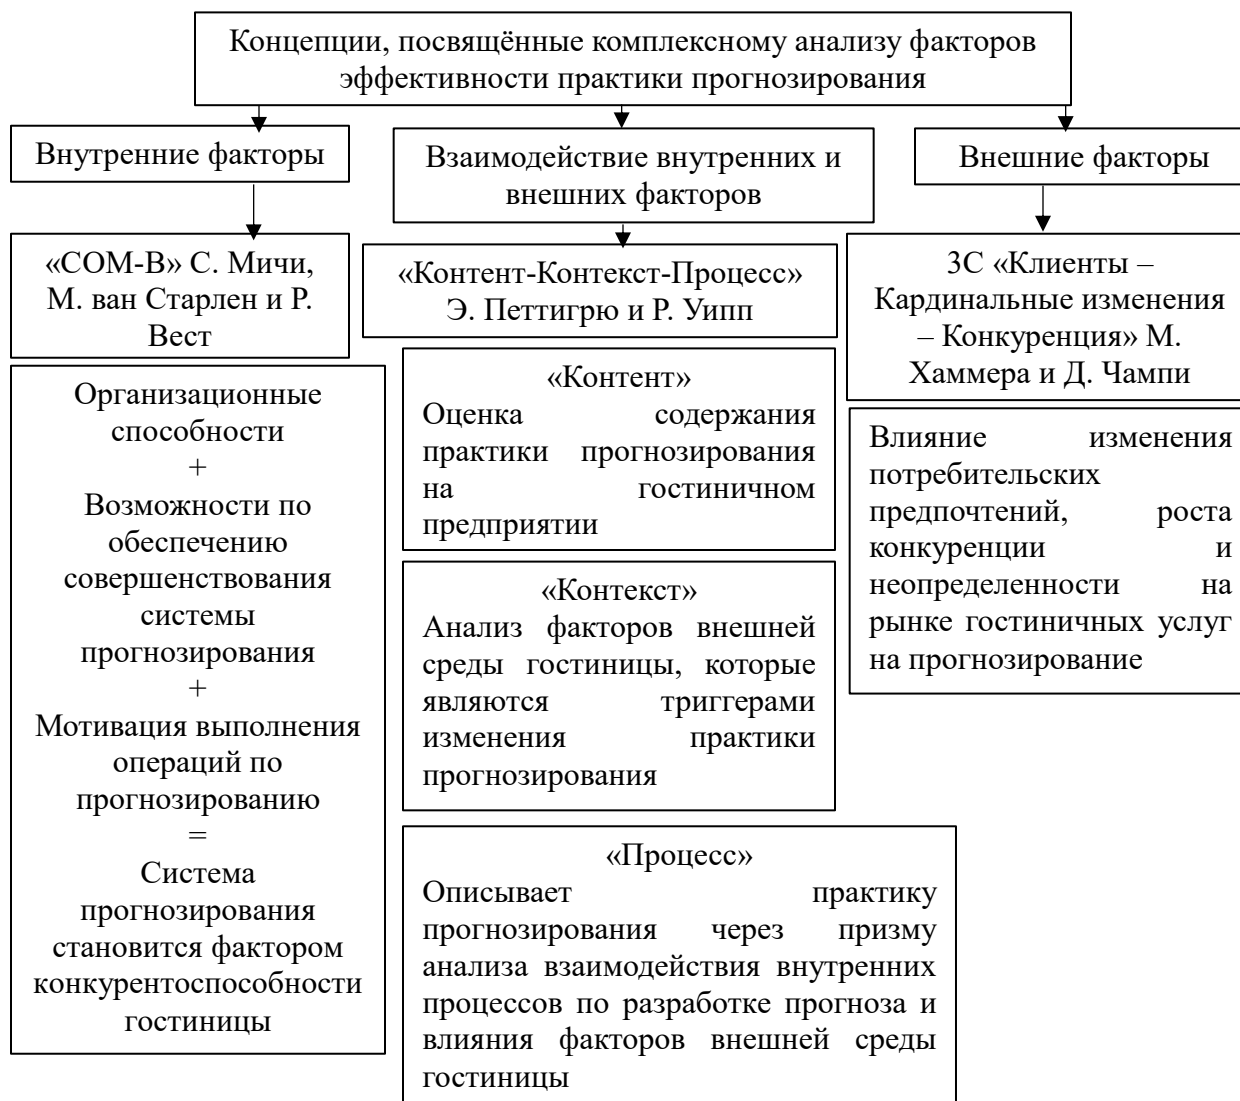 Концепции, посвящённые комплексному анализу факторов
эффективности практики прогнозирования
Внутренние факторы
Взаимодействие внутренних и
внешних факторов
Внешние факторы
«COM-B» С. Мичи,
М. ван Старлен и Р.
Вест
«Контент-Контекст-Процесс»
Э. Петтигрю и Р. Уипп
3С «Клиенты –
Кардинальные изменения
– Конкуренция» М.
Хаммера и Д. Чампи
Организационные
способности
+
Возможности по
обеспечению
совершенствования
системы
прогнозирования
+
Мотивация выполнения
операций по
прогнозированию
=
Система
прогнозирования
становится фактором
конкурентоспособности
гостиницы
«Контент»
Оценка содержания
практики прогнозирования
на гостиничном
предприятии
«Контекст»
Анализ факторов внешней
среды гостиницы, которые
являются триггерами
изменения практики
прогнозирования
«Процесс»
Описывает практику
прогнозирования через призму
анализа взаимодействия внутренних
процессов по разработке прогноза и
влияния факторов внешней среды
гостиницы
Влияние изменения
потребительских
предпочтений, роста
конкуренции и
неопределенности на
рынке гостиничных услуг
на прогнозирование